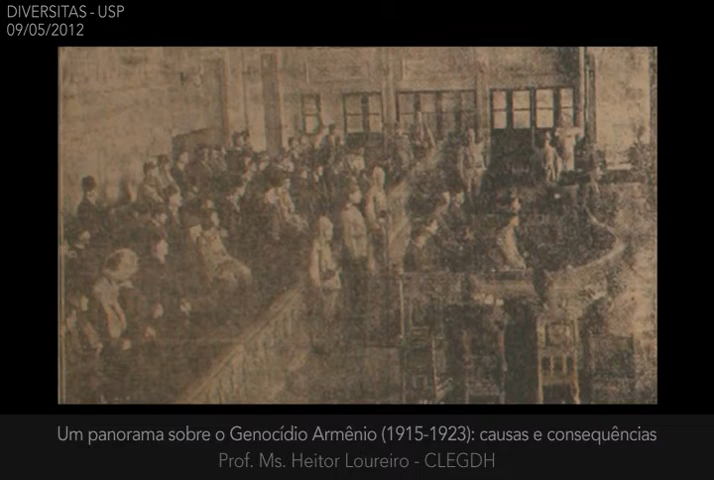 DIVERSITAS - USP
09/05/2012
Um panorama sobre o Genocídio Armênio (1915-1923): causas e consequências
Prof. Ms. Heitor Loureiro - CLEGDH